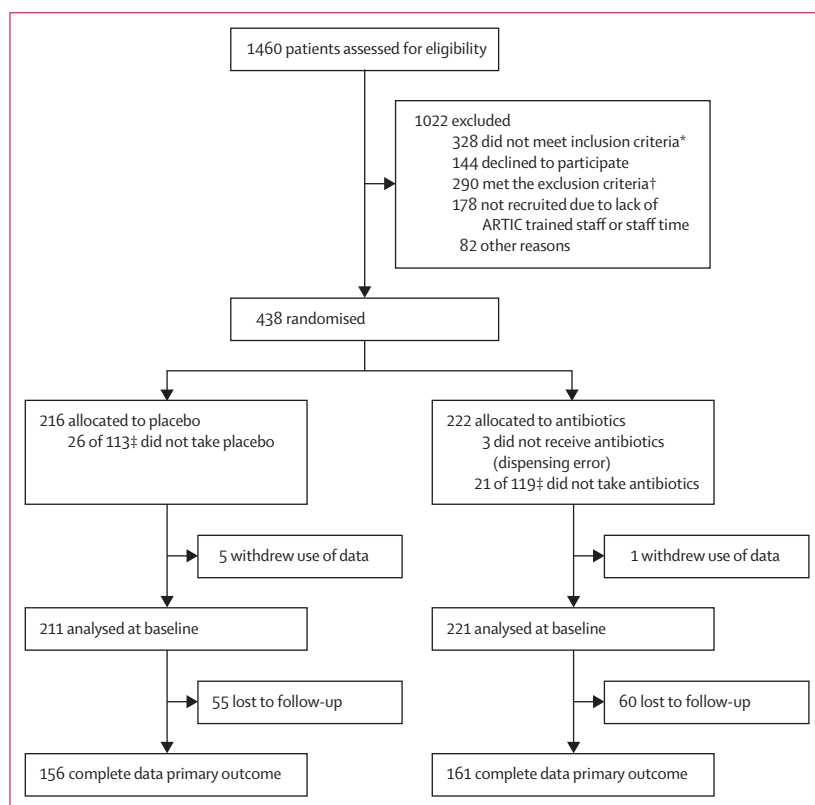 1460 patients assessed for eligibility
1022 excluded
328 did not meet inclusion criteria*
144 declined to participate
290 met the exclusion criteria†
178 not recruited due to lack of
ARTIC trained staff or staff time
82 other reasons
438 randomised
216 allocated to placebo
26 of 113‡ did not take placebo
222 allocated to antibiotics
3 did not receive antibiotics
(dispensing error)
21 of 119‡ did not take antibiotics
5 withdrew use of data
1 withdrew use of data
211 analysed at baseline
221 analysed at baseline
55 lost to follow-up
60 lost to follow-up
156 complete data primary outcome
161 complete data primary outcome